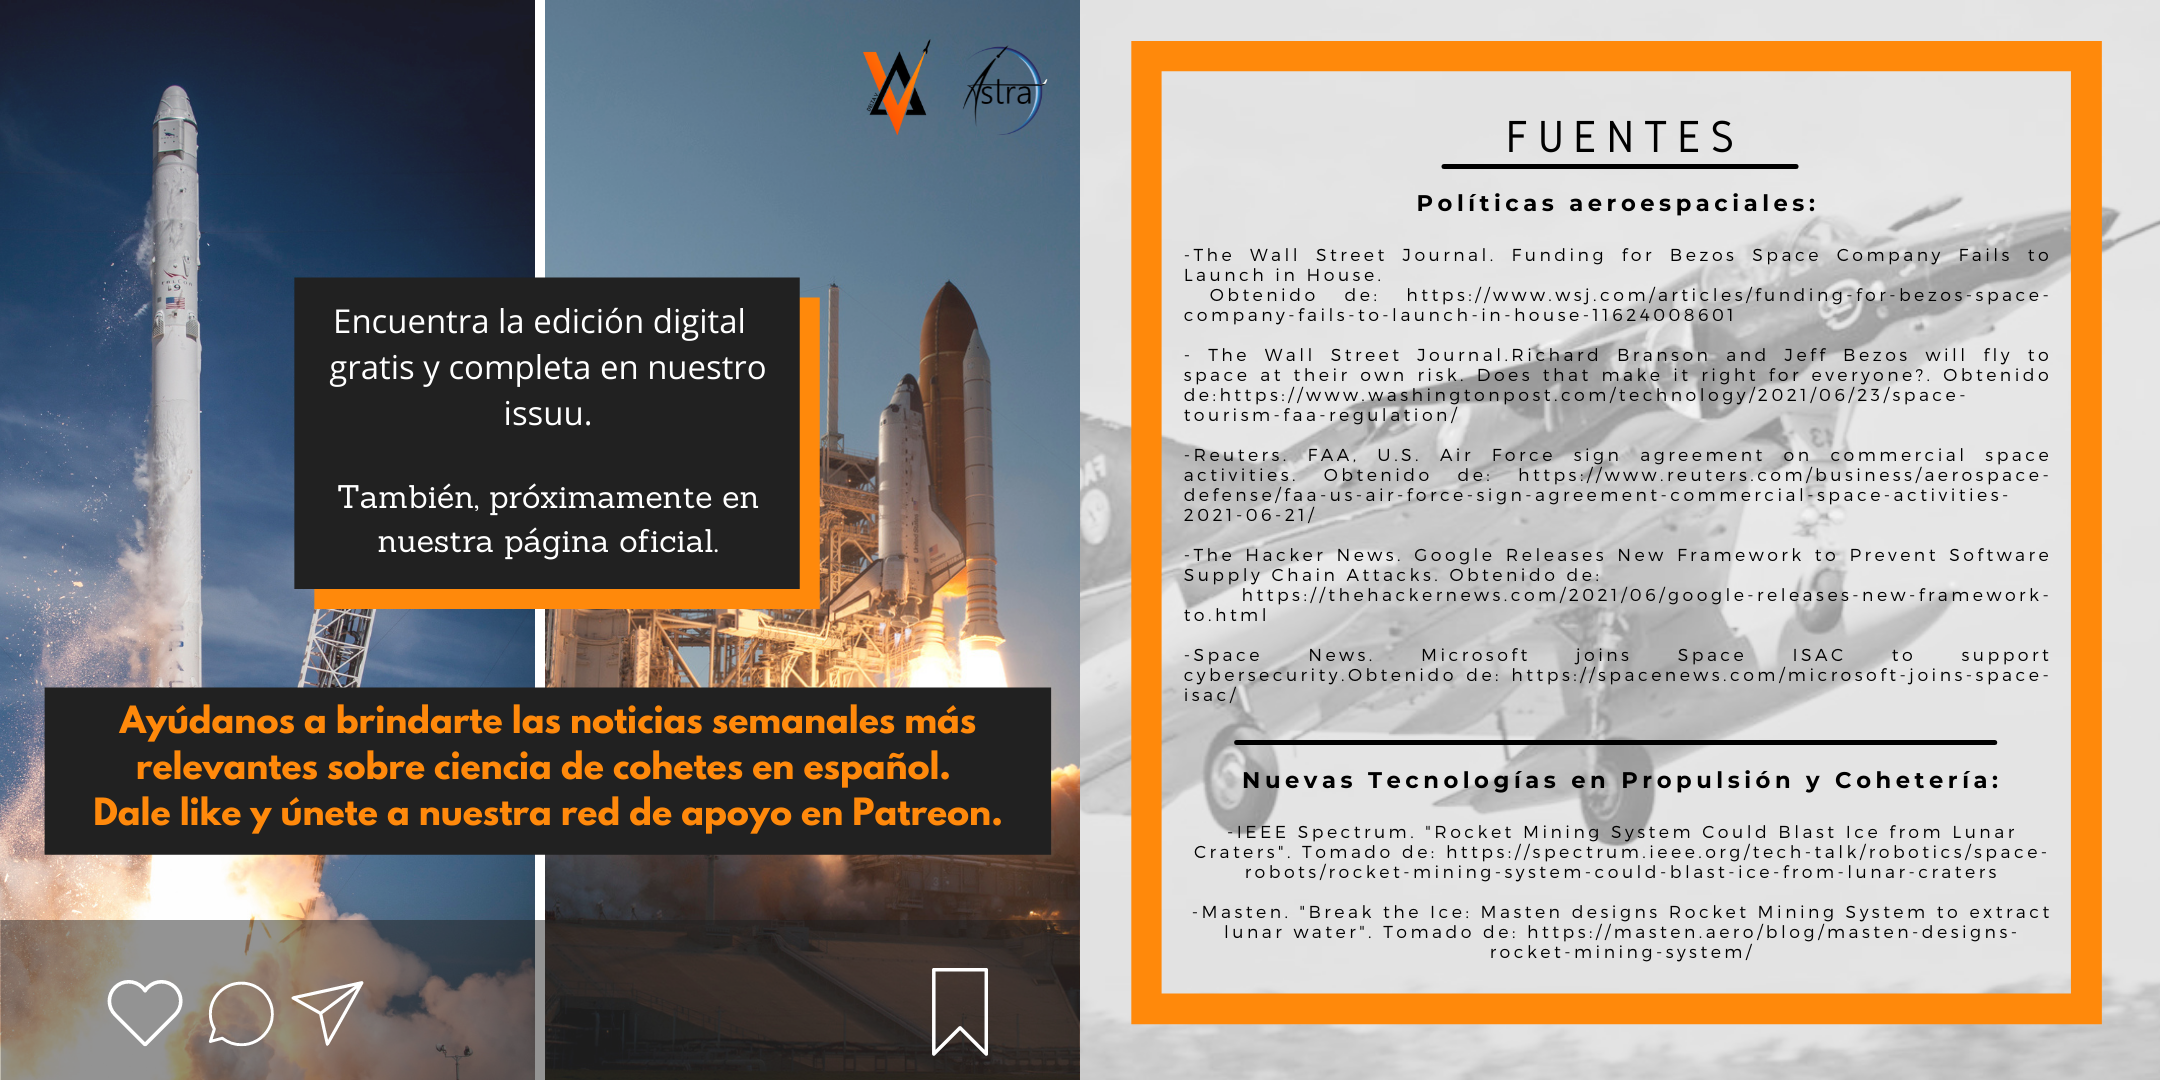 Astra
Encuentra la edición digital
gratis y completa en nuestro
issuu.
También, próximamente en
nuestra página oficial.
Ayúdanos a brindarte las noticias semanales más
relevantes sobre ciencia de cohetes en español.
Dale like y únete a nuestra red de apoyo en Patreon.
FUENTES
Políticas aeroespaciales:
-The Wall Street Journal. Funding for Bezos Space Company Fails to
Launch in House.
Obtenido de: https://www.wsj.com/articles/funding-for-bezos-space-
company-fails-to-launch-in-house-11624008601
- The Wall Street Journal.Richard Branson and Jeff Bezos will fly to
space at their own risk. Does that make it right for everyone?. Obtenido
de:https://www.washingtonpost.com/technology/2021/06/23/space-
tourism-faa-regulation/
-Reuters. FAA, U.S. Air Force sign agreement on commercial space
activities. Obtenido de: https://www.reuters.com/business/aerospace-
defense/faa-us-air-force-sign-agreement-commercial-space-activities-
2021-06-21/
-The Hacker News. Google Releases New Framework to Prevent Software
Supply Chain Attacks. Obtenido de:
https://thehackernews.com/2021/06/google-releases-new-framework-
to.html
-Space News. Microsoft joins Space ISAC to support
cybersecurity.Obtenido de: https://spacenews.com/microsoft-joins-space-
isac/
Nuevas Tecnologías en Propulsión y Cohetería:
-IEEE Spectrum. "Rocket Mining System Could Blast Ice from Lunar
Craters". Tomado de: https://spectrum.ieee.org/tech-talk/robotics/space-
robots/rocket-mining-system-could-blast-ice-from-lunar-craters
-Masten. "Break the Ice: Masten designs Rocket Mining System to extract
lunar water". Tomado de: https://masten.aero/blog/masten-designs-
rocket-mining-system/